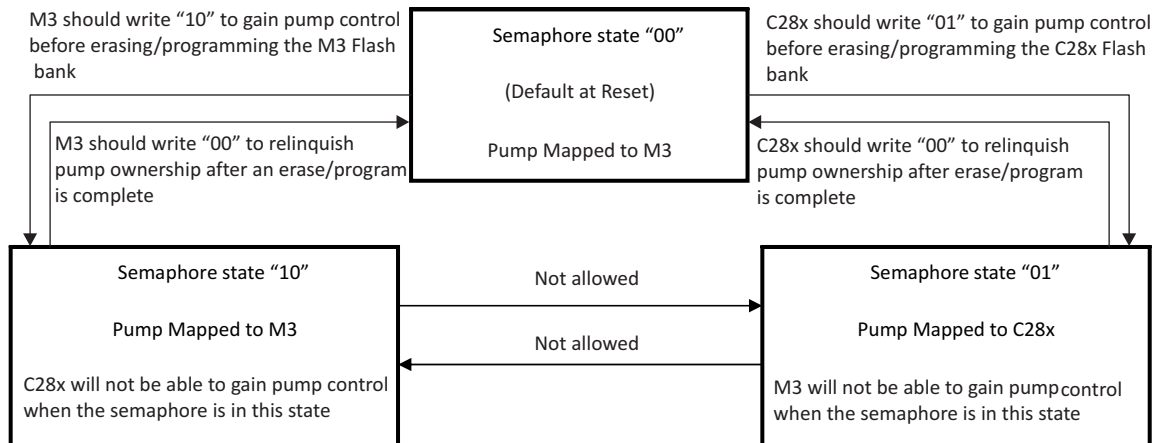 M3 should write “10” to gain pump control
before erasing/programming the M3 Flash
bank
Semaphore state “00”
(Default at Reset)
Pump Mapped to M3
C28x should write “01” to gain pump control
before erasing/programming the C28x Flash
bank
M3 should write “00” to relinquish
pump ownership after an erase/program
is complete
C28x should write “00” to relinquish
pump ownership after erase/program
is complete
Semaphore state “10”
Pump Mapped to M3
C28x will not be able to gain pump control
when the semaphore is in this state
Not allowed
Not allowed
Semaphore state “01”
Pump Mapped to C28x
M3 will not be able to gain pump control
when the semaphore is in this state